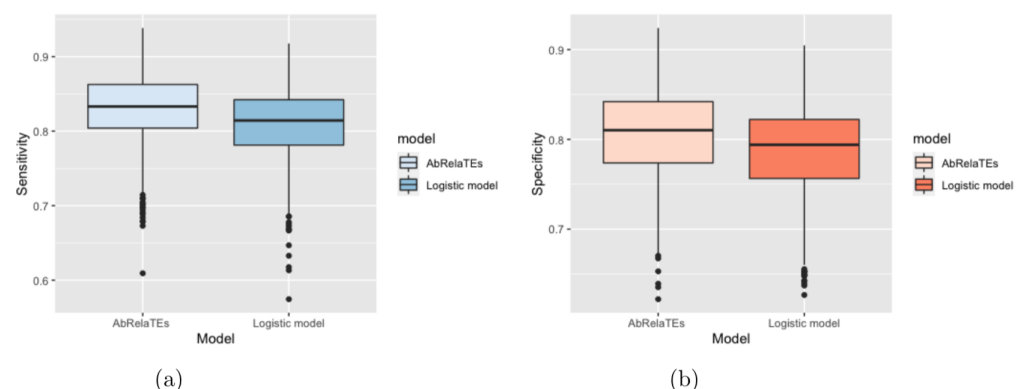 0.9
0.8
0.7
0.6
Sensitivity
AbRelaTEs
Logistic model
Model
model
AbRelaTEs
Logistic model
(a)
0.9
0.8
0.7
Specificity
AbRelaTEs
Logistic model
Model
model
AbRelaTEs
Logistic model
(b)